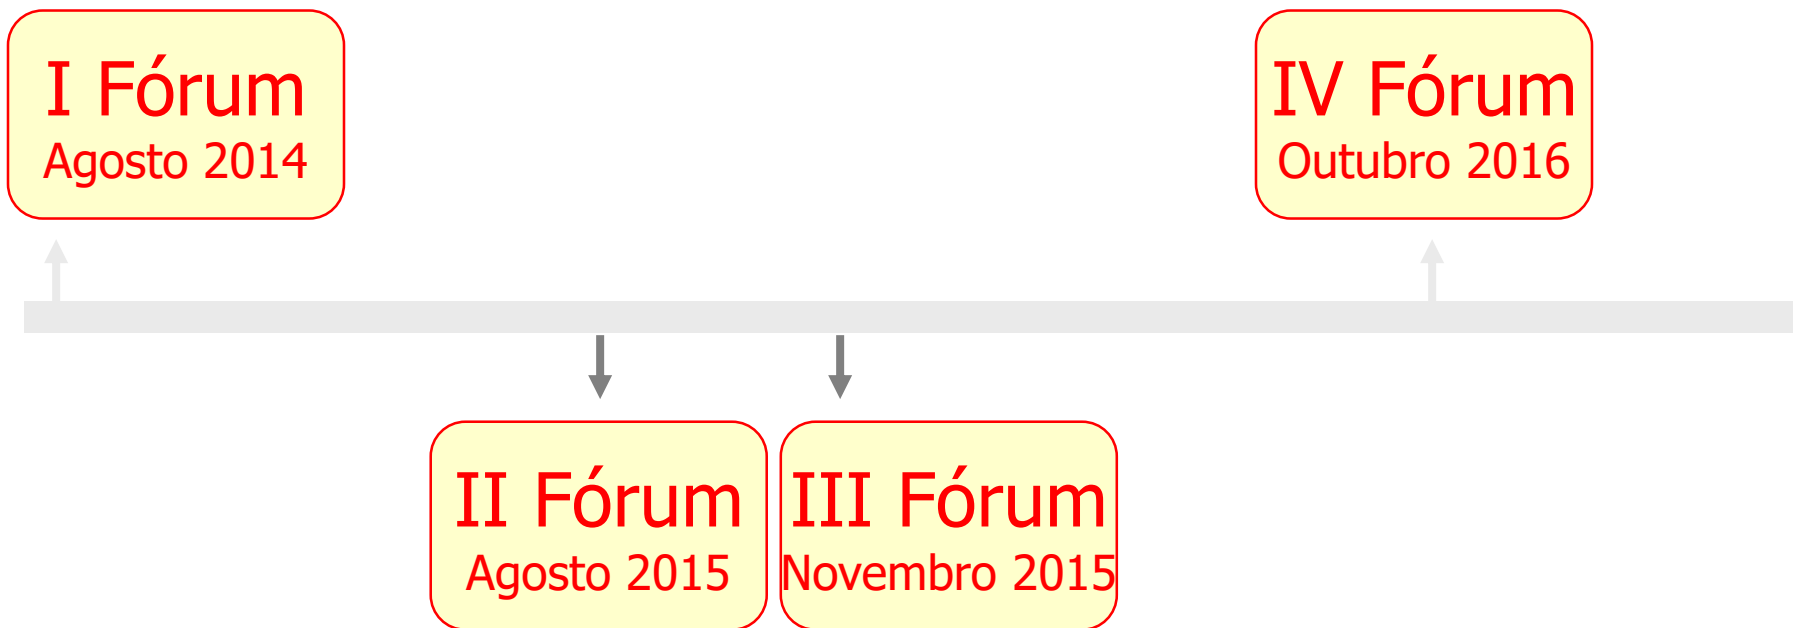 I Fórum
Agosto 2014
IV Fórum
Outubro 2016
II Fórum
Agosto 2015
III Fórum
Novembro 2015